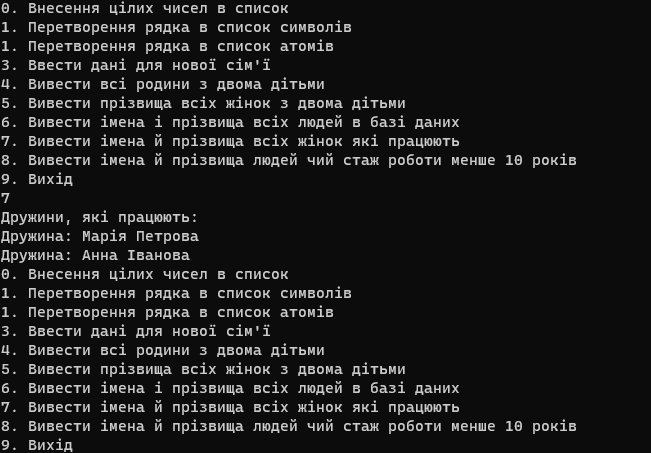 0. Внесення цілих чисел в список
1. Перетворення рядка в список символів
1. Перетворення рядка в список атомів
3. Ввести дані для нової сім'ї
4. Вивести всі родини з двома дітьми
5. Вивести прізвища всіх жінок з двома дітьми
6. Вивести імена і прізвища всіх людей в базі даних
7. Вивести імена й прізвища всіх жінок які працюють
8. Вивести імена й прізвища людей чий стаж роботи менше 10 років
9. Вихід
7
Дружини, які працюють:
Дружина: Марія Петрова
Дружина: Анна Іванова
0. Внесення цілих чисел в список
1. Перетворення рядка в список символів
1. Перетворення рядка в список атомів
3. Ввести дані для нової сім'ї
4. Вивести всі родини з двома дітьми
5. Вивести прізвища всіх жінок з двома дітьми
6. Вивести імена і прізвища всіх людей в базі даних
7. Вивести імена й прізвища всіх жінок які працюють
8. Вивести імена й прізвища людей чий стаж роботи менше 10 років
9. Вихід